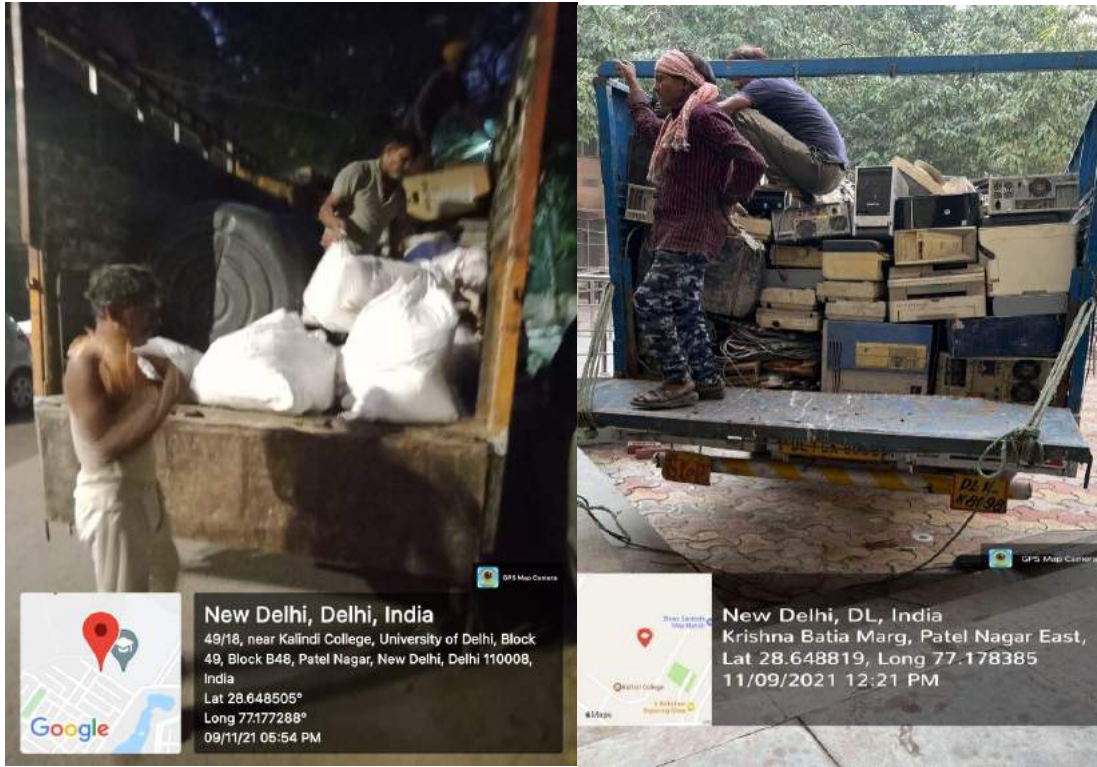 GPS Map Camera
Google
New Delhi, Delhi, India
49/18, near Kalindi College, University of Delhi, Block
49, Block B48, Patel Nagar, New Delhi, Delhi 110008,
India
Lat 28.648505°
Long 77.177288°
09/11/21 05:54 PM
GPS Map Camera
Kalindi College
Maps
New Delhi, DL, India
Krishna Batia Marg, Patel Nagar East,
Lat 28.648819, Long 77.178385
11/09/2021 12:21 PM